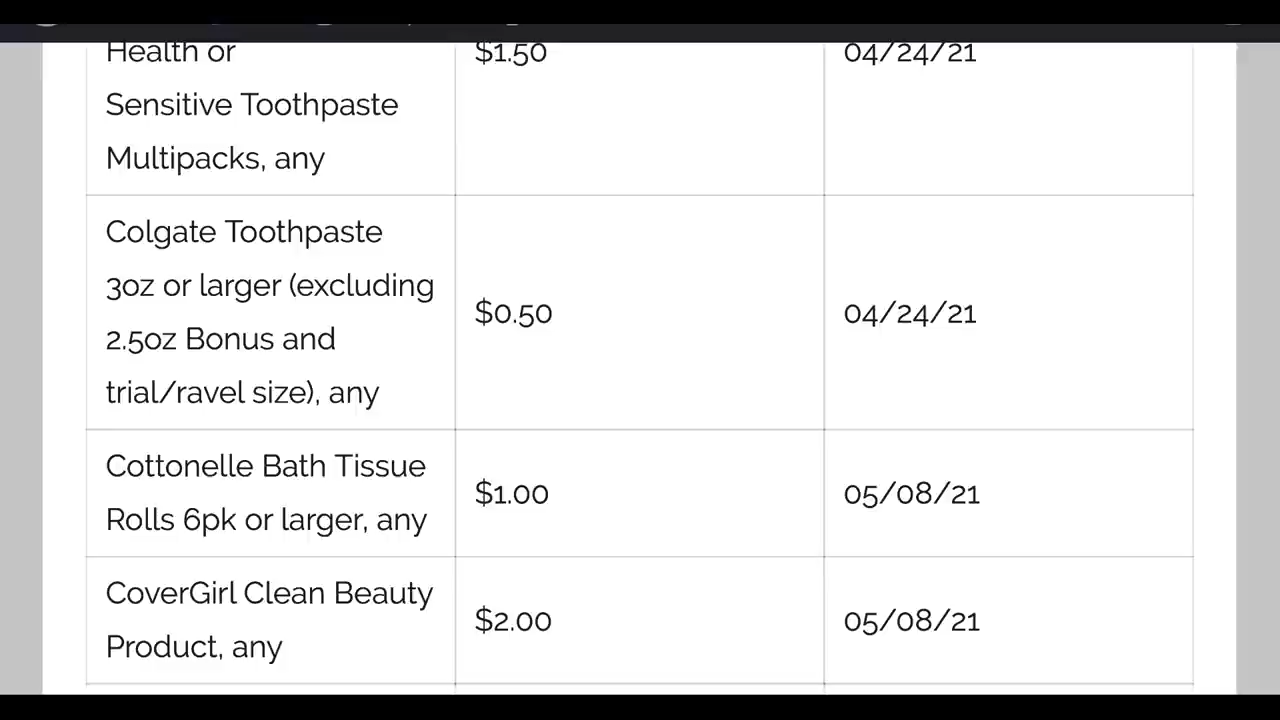 Health or
$1.50
04/24/21
Sensitive Toothpaste
Multipacks, any
Colgate Toothpaste
3oz or larger (excluding
2.5oz Bonus and
trial/ravel size), any
$0.50
04/24/21
Cottonelle Bath Tissue
Rolls 6pk or larger, any
$1.00
05/08/21
CoverGirl Clean Beauty
Product, any
$2.00
05/08/21